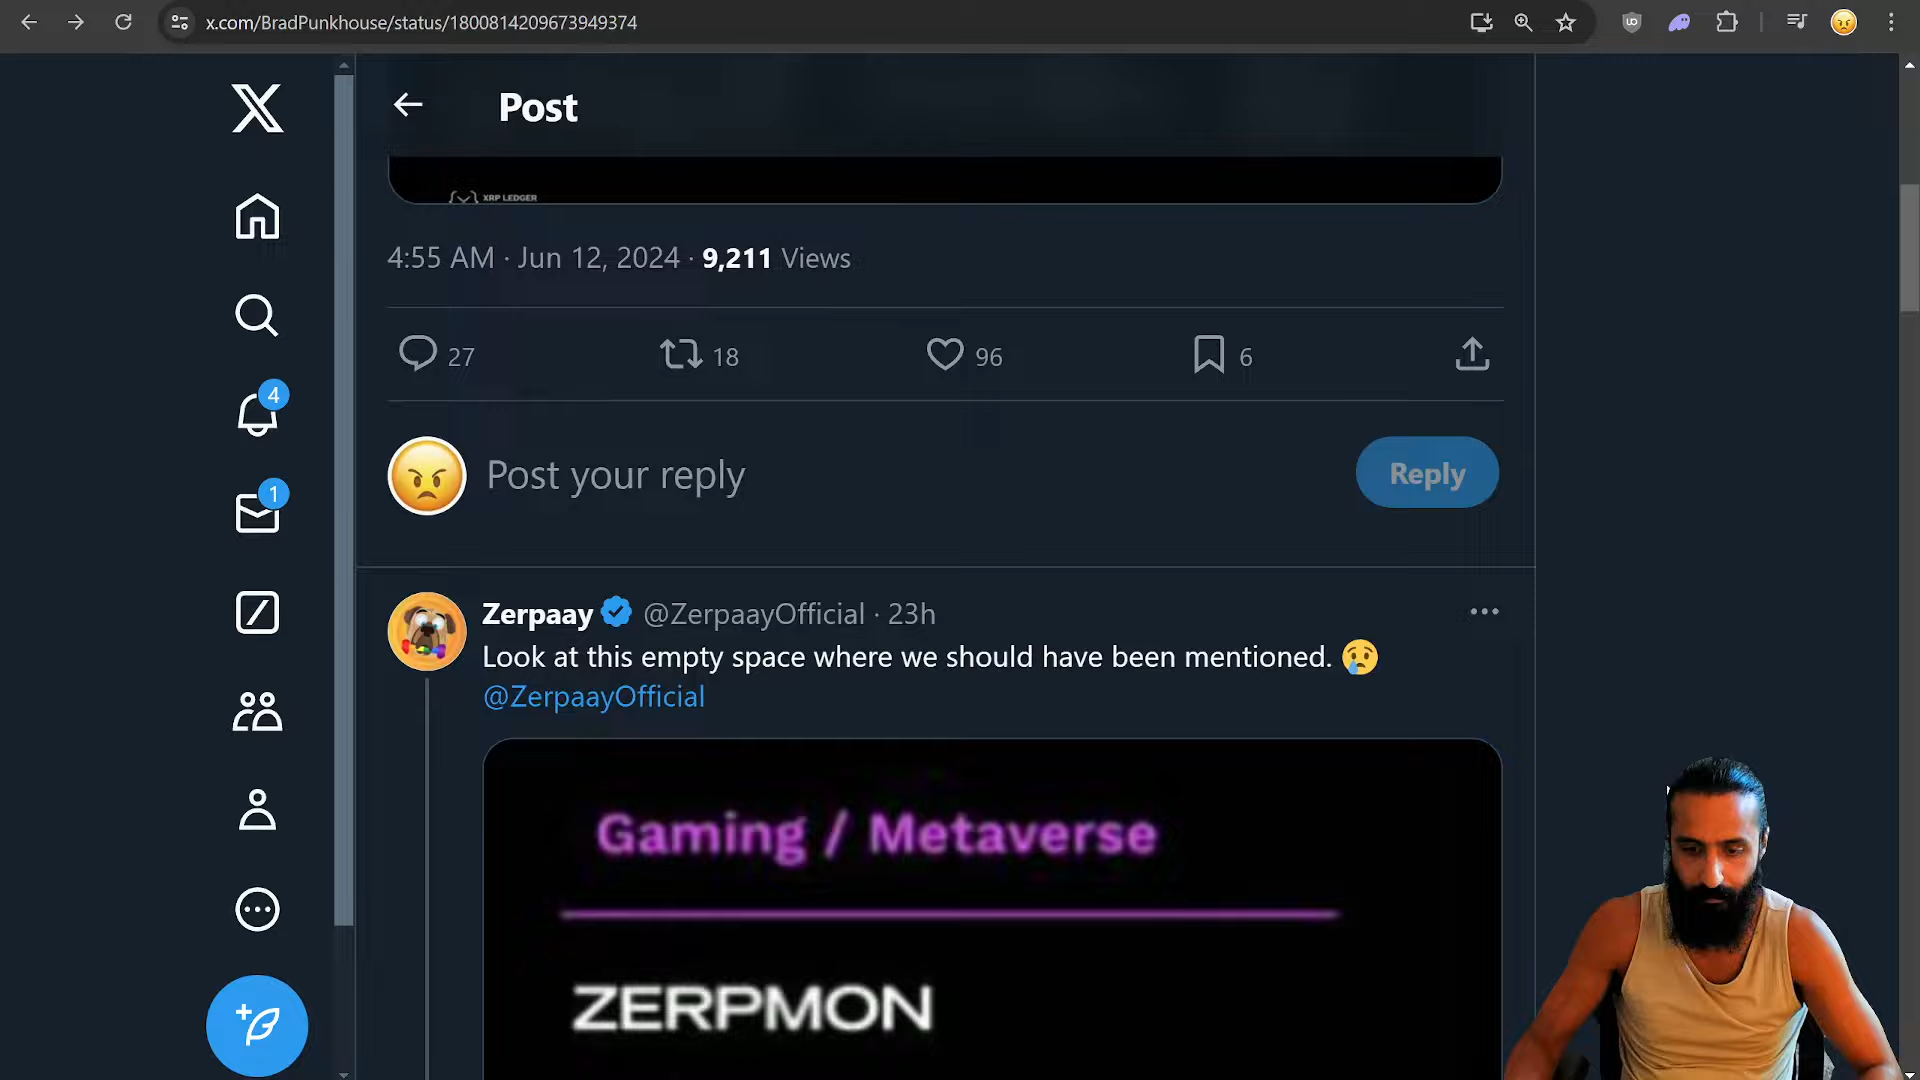 x.com/BradPunkhouse/status/1800814209673949374
Post
XRP LEDGER
4:55 AM · Jun 12, 2024 · 9,211 Views
27
18
96
6
4
Post your reply
Reply
1
Zerpaay @ZerpaayOfficial · 23h
Look at this empty space where we should have been mentioned. 😢
@ZerpaayOfficial
Gaming / Metaverse
ZERPMON